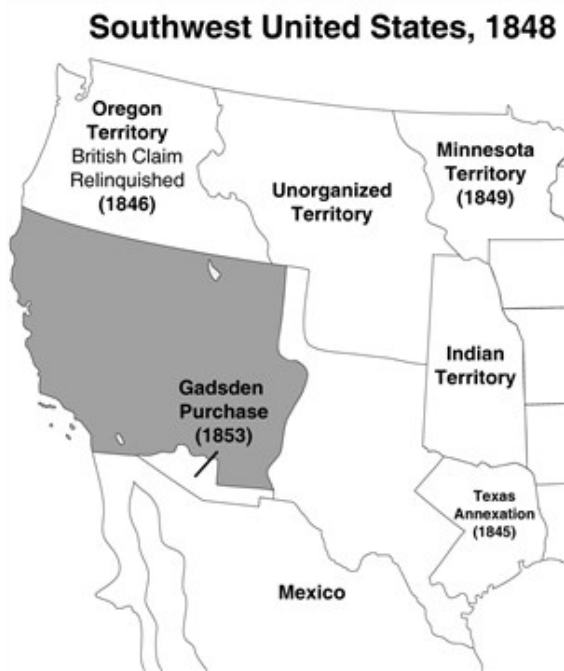 Southwest United States, 1848
Oregon
Territory
British Claim
Relinquished
(1846)
Unorganized
Territory
Minnesota
Territory
(1849)
Indian
Territory
Gadsden
Purchase
(1853)
Texas
Annexation
(1845)
Mexico